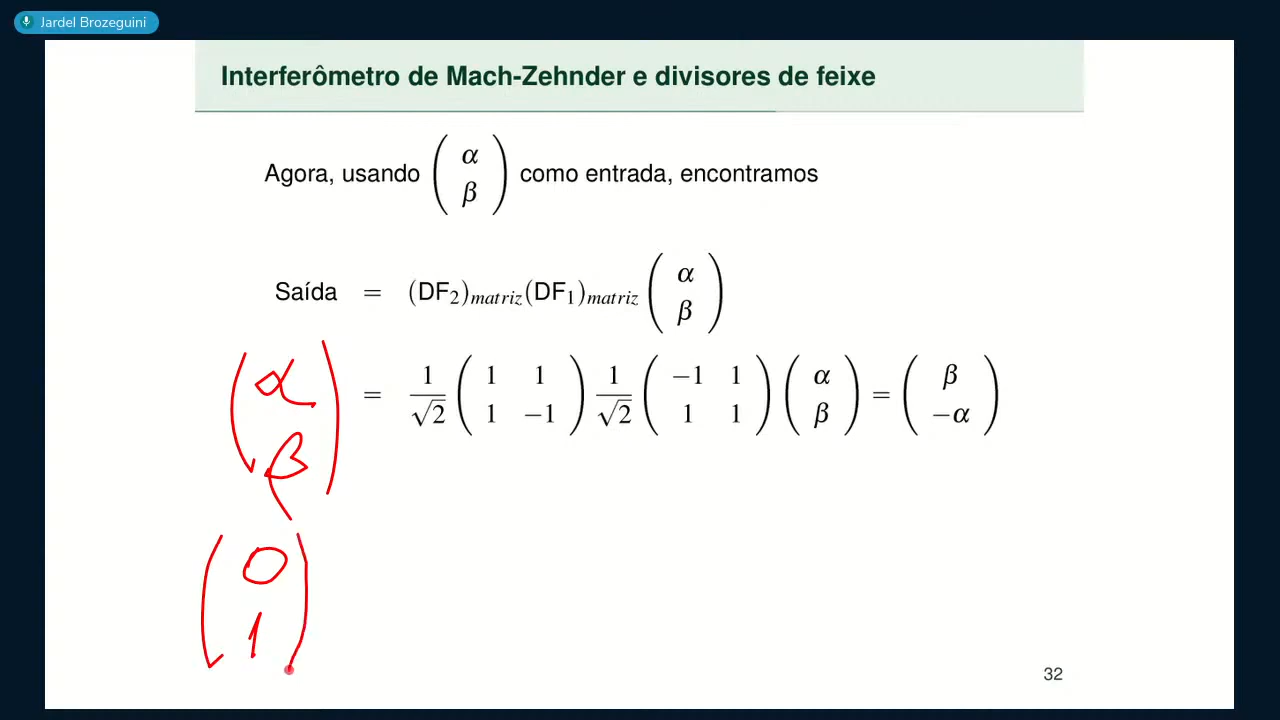 Jardel Brozeguini
Interferômetro de Mach-Zehnder e divisores de feixe
Agora, usando ( α β ) como entrada, encontramos
Saída = (DF₂)matriz(DF₁)matriz ( α β )
= 1/√2 ( 1 1 1 −1 ) 1/√2 ( −1 1 1 1 ) ( α β ) = ( β −α )
( α β )
( 0 1 )
32